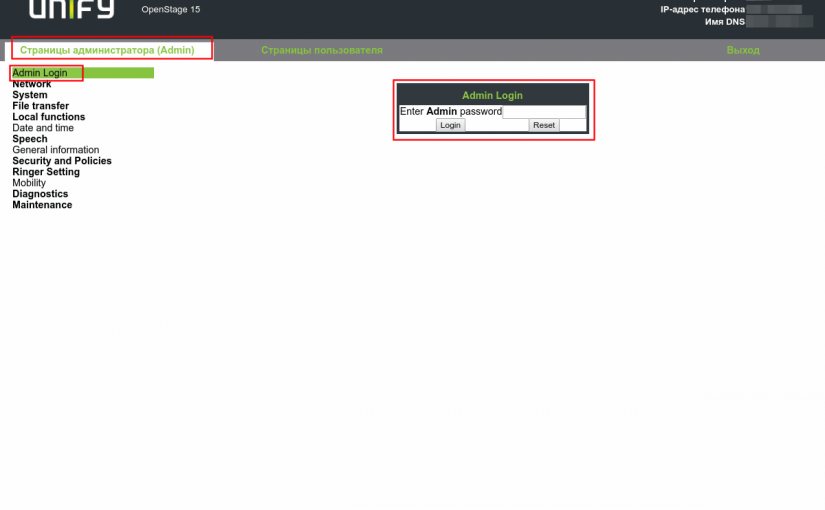 unify
OpenStage 15
IP-адрес телефона
Имя DNS
Страницы администратора (Admin)
Страницы пользователя
Выход
Admin Login
Network
System
File transfer
Local functions
Date and time
Speech
General information
Security and Policies
Ringer Setting
Mobility
Diagnostics
Maintenance
Admin Login
Enter Admin password
Login
Reset